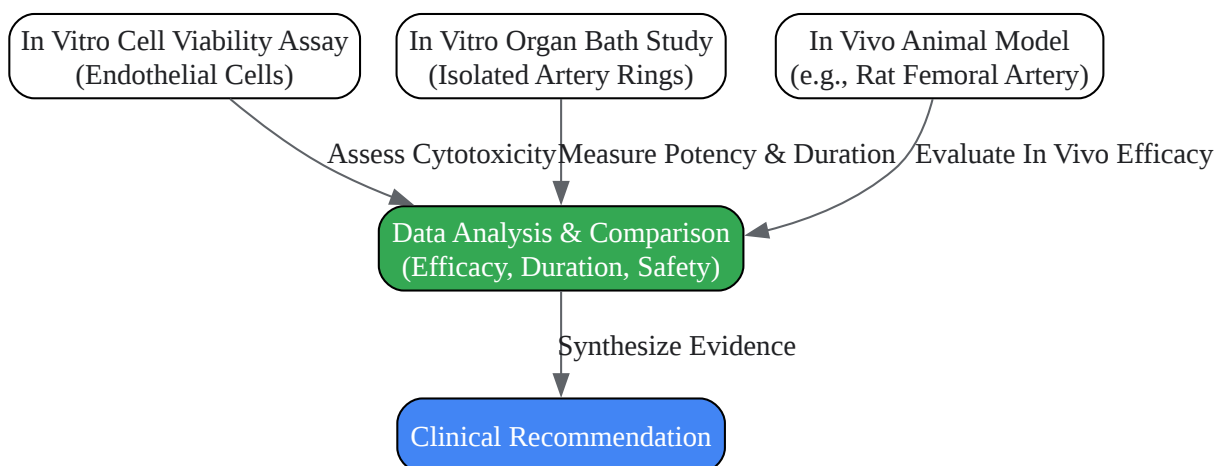 In Vitro Cell Viability Assay
(Endothelial Cells)
In Vitro Organ Bath Study
(Isolated Artery Rings)
In Vivo Animal Model
(e.g., Rat Femoral Artery)
Assess Cytotoxicity
Measure Potency & Duration
Evaluate In Vivo Efficacy
Data Analysis & Comparison
(Efficacy, Duration, Safety)
Synthesize Evidence
Clinical Recommendation